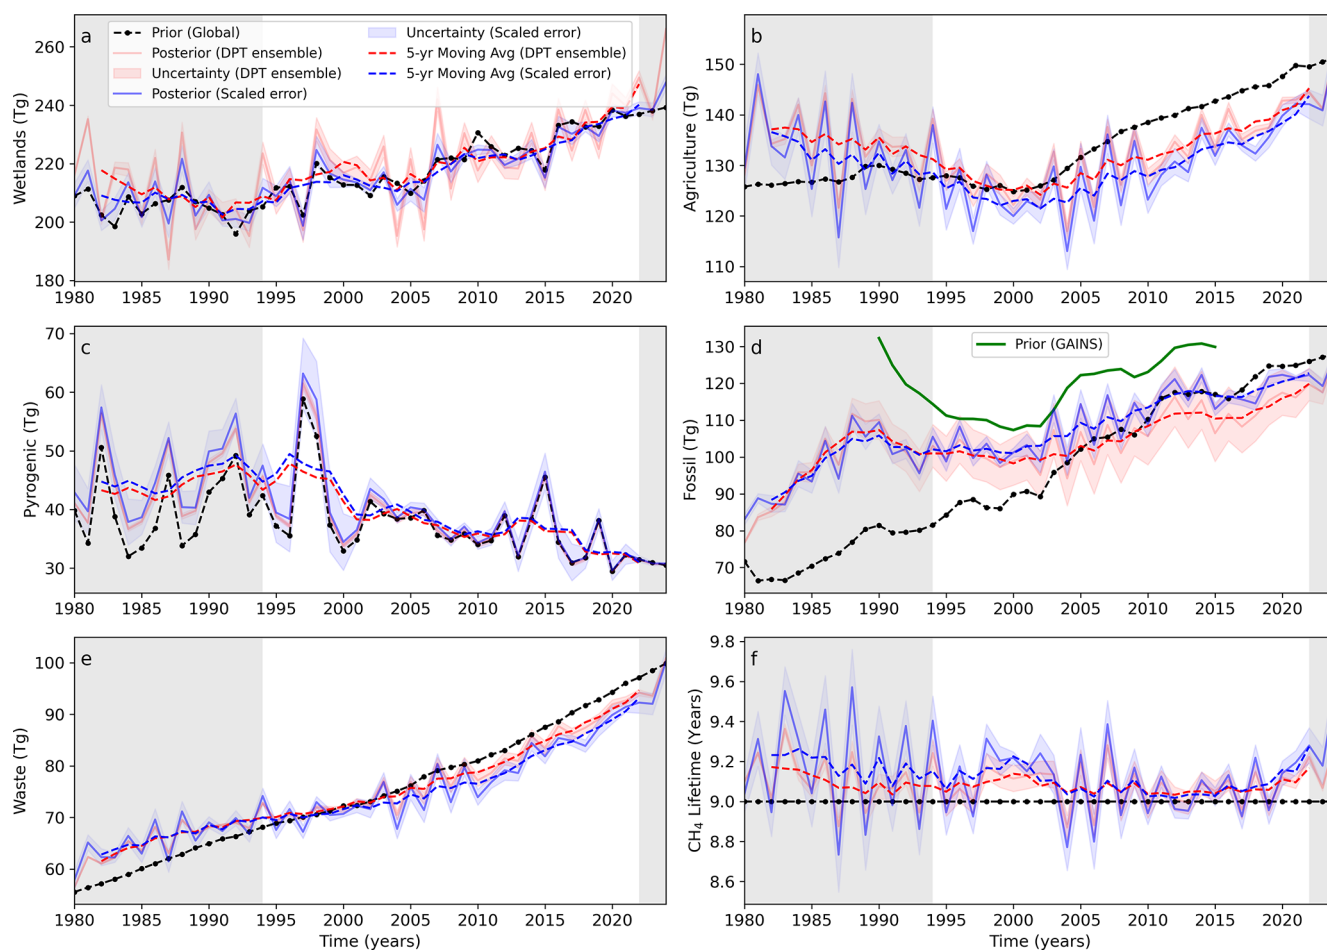 a
Prior (Global)
Posterior (DPT ensemble)
Uncertainty (DPT ensemble)
Posterior (Scaled error)
Uncertainty (Scaled error)
5-yr Moving Avg (DPT ensemble)
5-yr Moving Avg (Scaled error)
Wetlands (Tg)
260
240
220
200
180
1980 1985 1990 1995 2000 2005 2010 2015 2020
b
Agriculture (Tg)
150
140
130
120
110
1980 1985 1990 1995 2000 2005 2010 2015 2020
c
Pyrogenic (Tg)
70
60
50
40
30
1980 1985 1990 1995 2000 2005 2010 2015 2020
d
Prior (GAINS)
Fossil (Tg)
130
120
110
100
90
80
70
1980 1985 1990 1995 2000 2005 2010 2015 2020
e
Waste (Tg)
100
90
80
70
60
1980 1985 1990 1995 2000 2005 2010 2015 2020
Time (years)
f
CH₄ Lifetime (Years)
9.8
9.6
9.4
9.2
9.0
8.8
8.6
1980 1985 1990 1995 2000 2005 2010 2015 2020
Time (years)